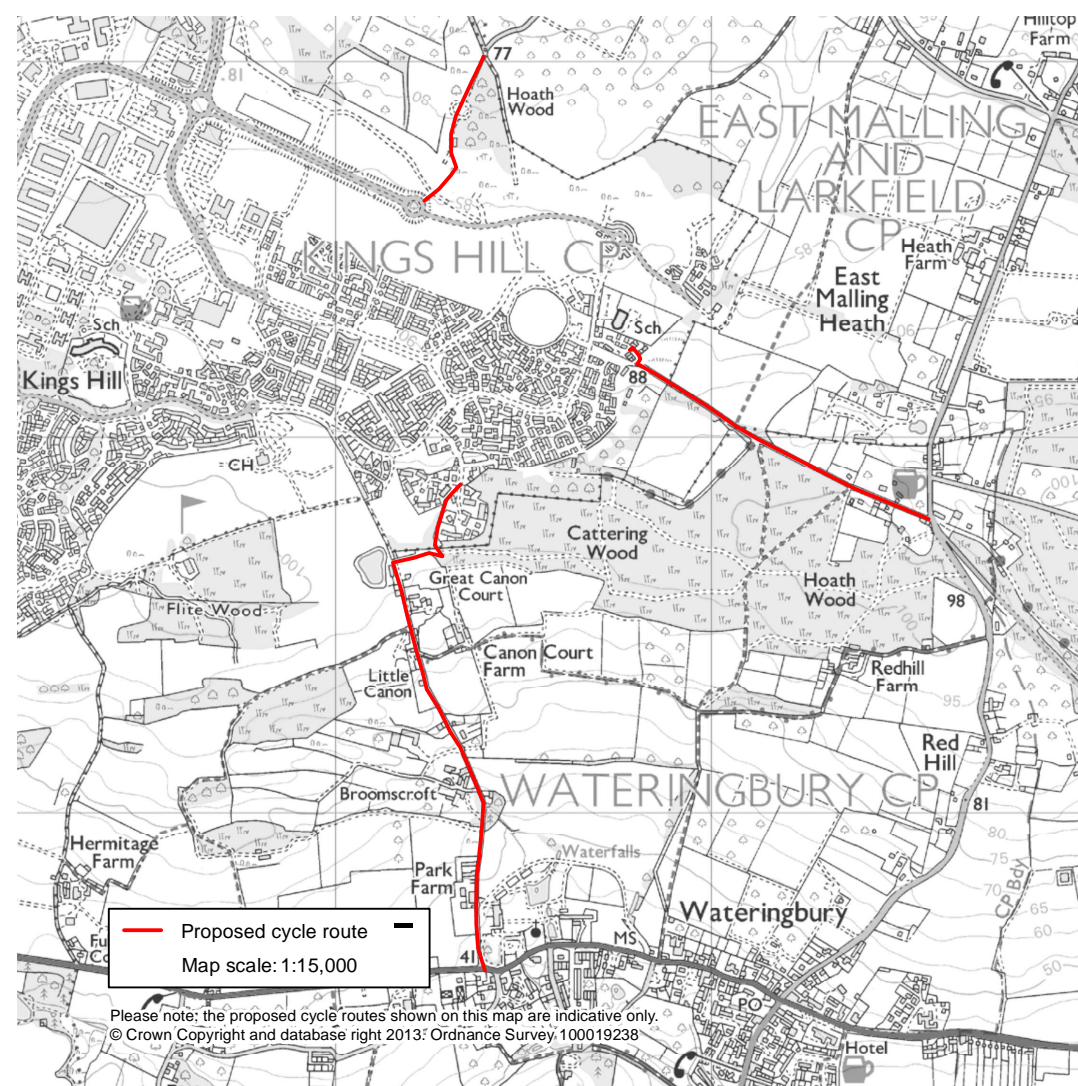 Hilltop
Farm
77
81
Hoath
Wood
EAST MALLING
AND
LARKFIELD
CP
KINGS HILL CP
Heath
Farm
East
Malling
Heath
Sch
Sch
Kings Hill
88
CH
Cattering
Wood
Great Canon
Court
Hoath
Wood
98
Flite Wood
Canon Court
Farm
Little
Canon
Redhill
Farm
Red
Hill
Broomscroft
WATERINGBURY CP
81
Hermitage
Farm
Waterfalls
Park
Farm
Wateringbury
CP Bdy
MS
41
PO
Hotel
Proposed cycle route
Map scale: 1:15,000
Please note; the proposed cycle routes shown on this map are indicative only.
© Crown Copyright and database right 2013. Ordnance Survey 100019238